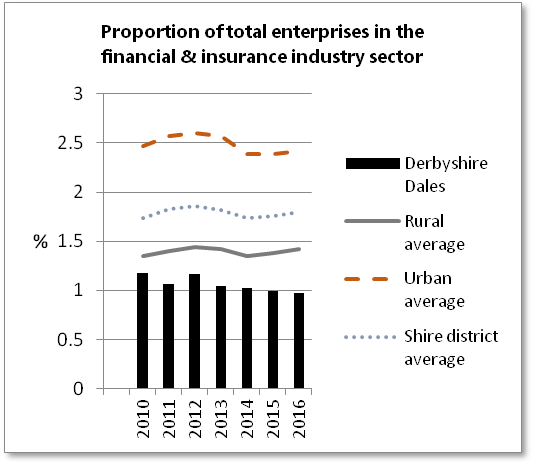 Proportion of total enterprises in the
financial & insurance industry sector
3
2.5
2
1.5
1
0.5
0
%
2010
2011
2012
2013
2014
2015
2016
Derbyshire
Dales
Rural
average
Urban
average
Shire district
average